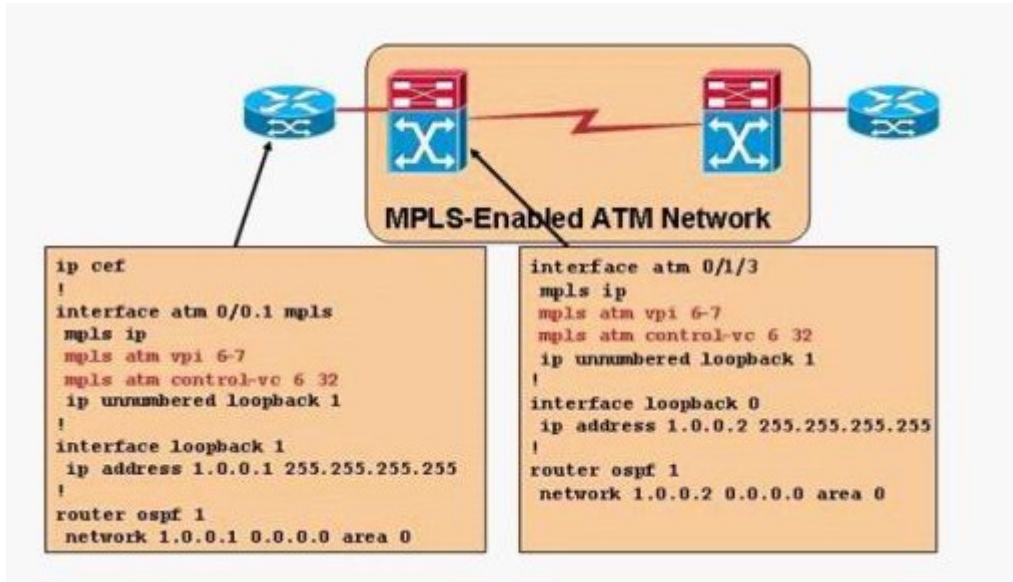 MPLS-Enabled ATM Network
ip cef
!
interface atm 0/0.1 mpls
mpls ip
mpls atm vpi 6-7
mpls atm control-vc 6 32
ip unnumbered loopback 1
!
interface loopback 1
ip address 1.0.0.1 255.255.255.255
!
router ospf 1
network 1.0.0.1 0.0.0.0 area 0
interface atm 0/1/3
mpls ip
mpls atm vpi 6-7
mpls atm control-vc 6 32
ip unnumbered loopback 1
!
interface loopback 0
ip address 1.0.0.2 255.255.255.255
!
router ospf 1
network 1.0.0.2 0.0.0.0 area 0